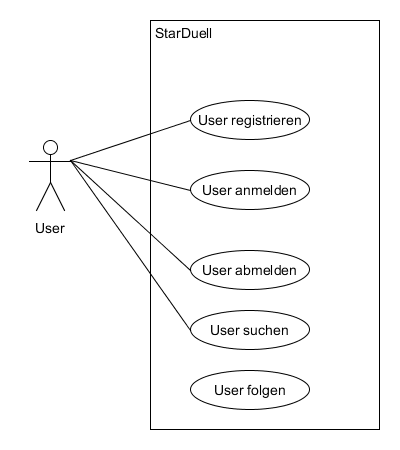 StarDuell
User registrieren
User anmelden
User
User abmelden
User suchen
User folgen